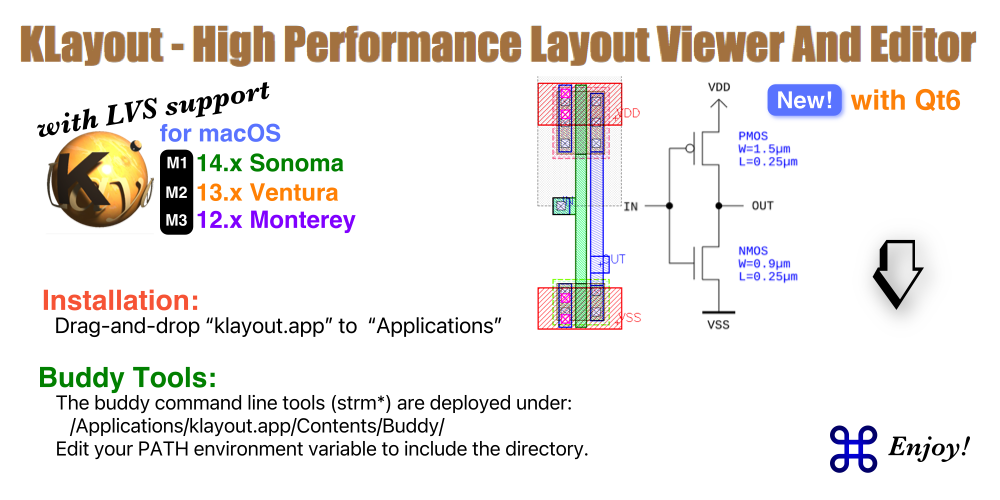 KLayout - High Performance Layout Viewer And Editor
with LVS support
for macOS
M1 14.x Sonoma
M2 13.x Ventura
M3 12.x Monterey
New! with Qt6
VDD
VDD
PMOS
W=1.5µm
L=0.25µm
IN
IN
OUT
OUT
NMOS
W=0.9µm
L=0.25µm
VSS
VSS
Installation:
Drag-and-drop “klayout.app” to “Applications”
Buddy Tools:
The buddy command line tools (strm*) are deployed under:
/Applications/klayout.app/Contents/Buddy/
Edit your PATH environment variable to include the directory.
Enjoy!